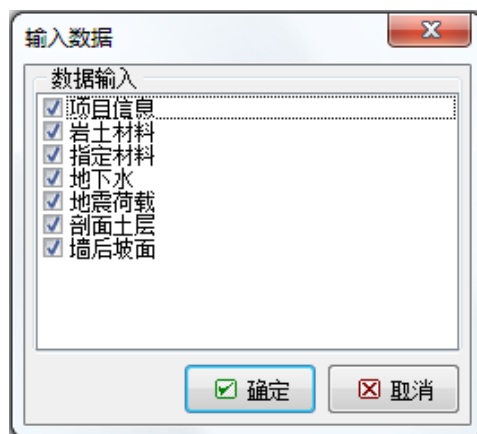 输入数据
数据输入
项目信息
岩土材料
指定材料
地下水
地震荷载
剖面土层
墙后坡面
确定
取消